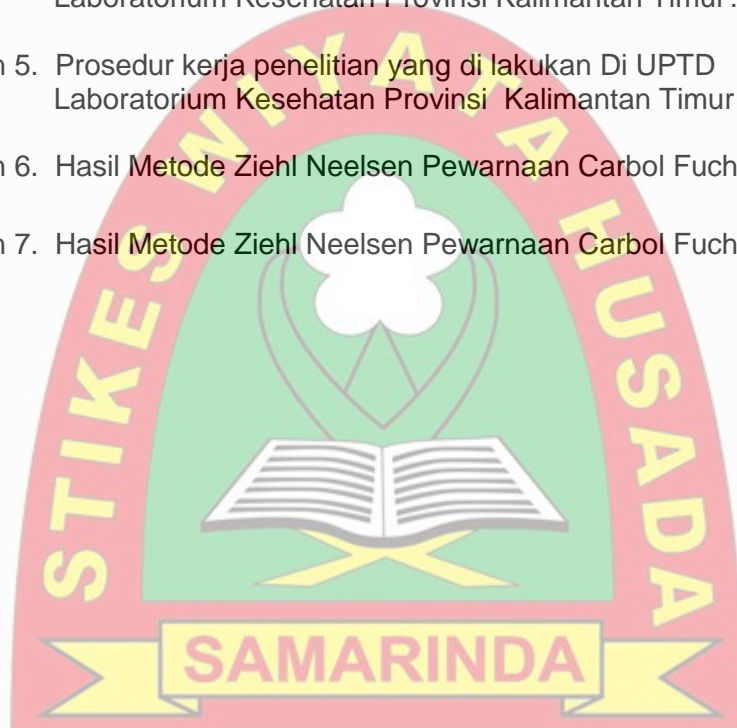 Laboratorium Kesehatan Provinsi Kalimantan Timur.
n 5. Prosedur kerja penelitian yang di lakukan Di UPTD
Laboratorium Kesehatan Provinsi Kalimantan Timur
n 6. Hasil Metode Ziehl Neelsen Pewarnaan Carbol Fuch
n 7. Hasil Metode Ziehl Neelsen Pewarnaan Carbol Fuch
STIKES WIYATA HUSADA
SAMARINDA